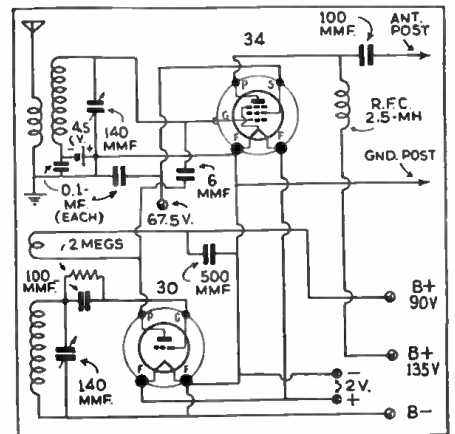 100
MMF.
ANT.
POST
34
P
S
G
F
F
4.5
V.
-
+
140
MMF
R.F.C.
2.5-MH
0.1-
MF.
(EACH)
6
MMF
67.5 V.
GND. POST
2 MEGS
100
MMF.
500
MMF
30
P
G
F
F
140
MMF.
B+
90V
B+
135V
-
2V.
+
B-